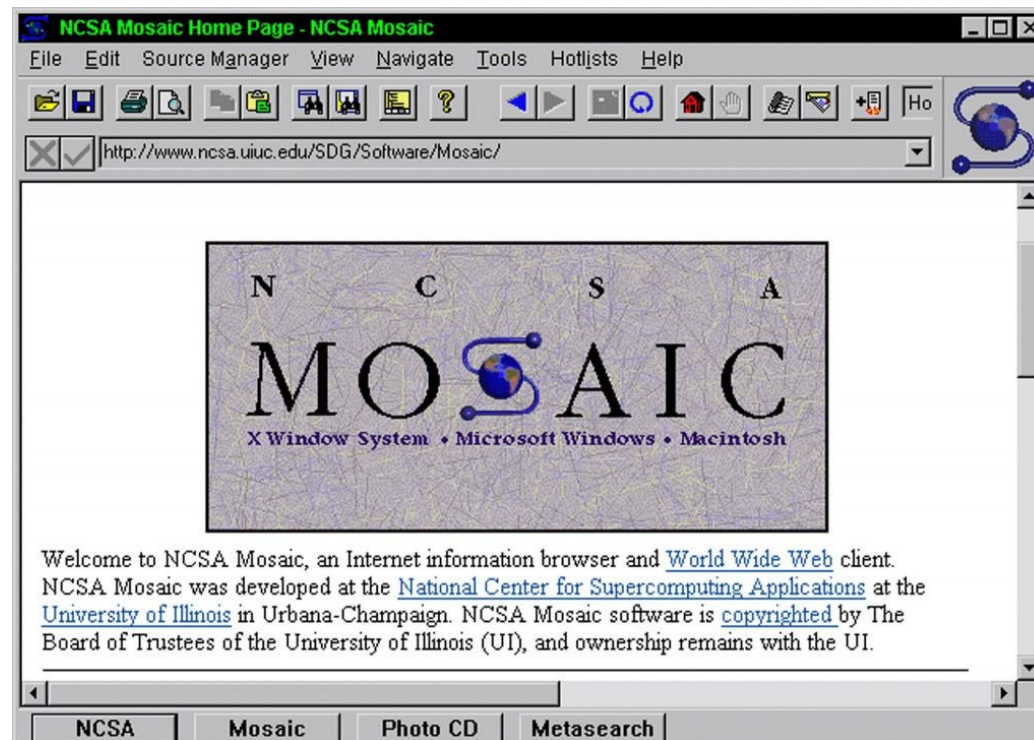 NCSA Mosaic Home Page - NCSA Mosaic
File Edit Source Manager View Navigate Tools Hotlists Help
Ho
http://www.ncsa.uiuc.edu/SDG/Software/Mosaic/
N C S A
MOSAIC
X Window System • Microsoft Windows • Macintosh
Welcome to NCSA Mosaic, an Internet information browser and World Wide Web client.
NCSA Mosaic was developed at the National Center for Supercomputing Applications at the
University of Illinois in Urbana-Champaign. NCSA Mosaic software is copyrighted by The
Board of Trustees of the University of Illinois (UI), and ownership remains with the UI.
NCSA Mosaic Photo CD Metasearch